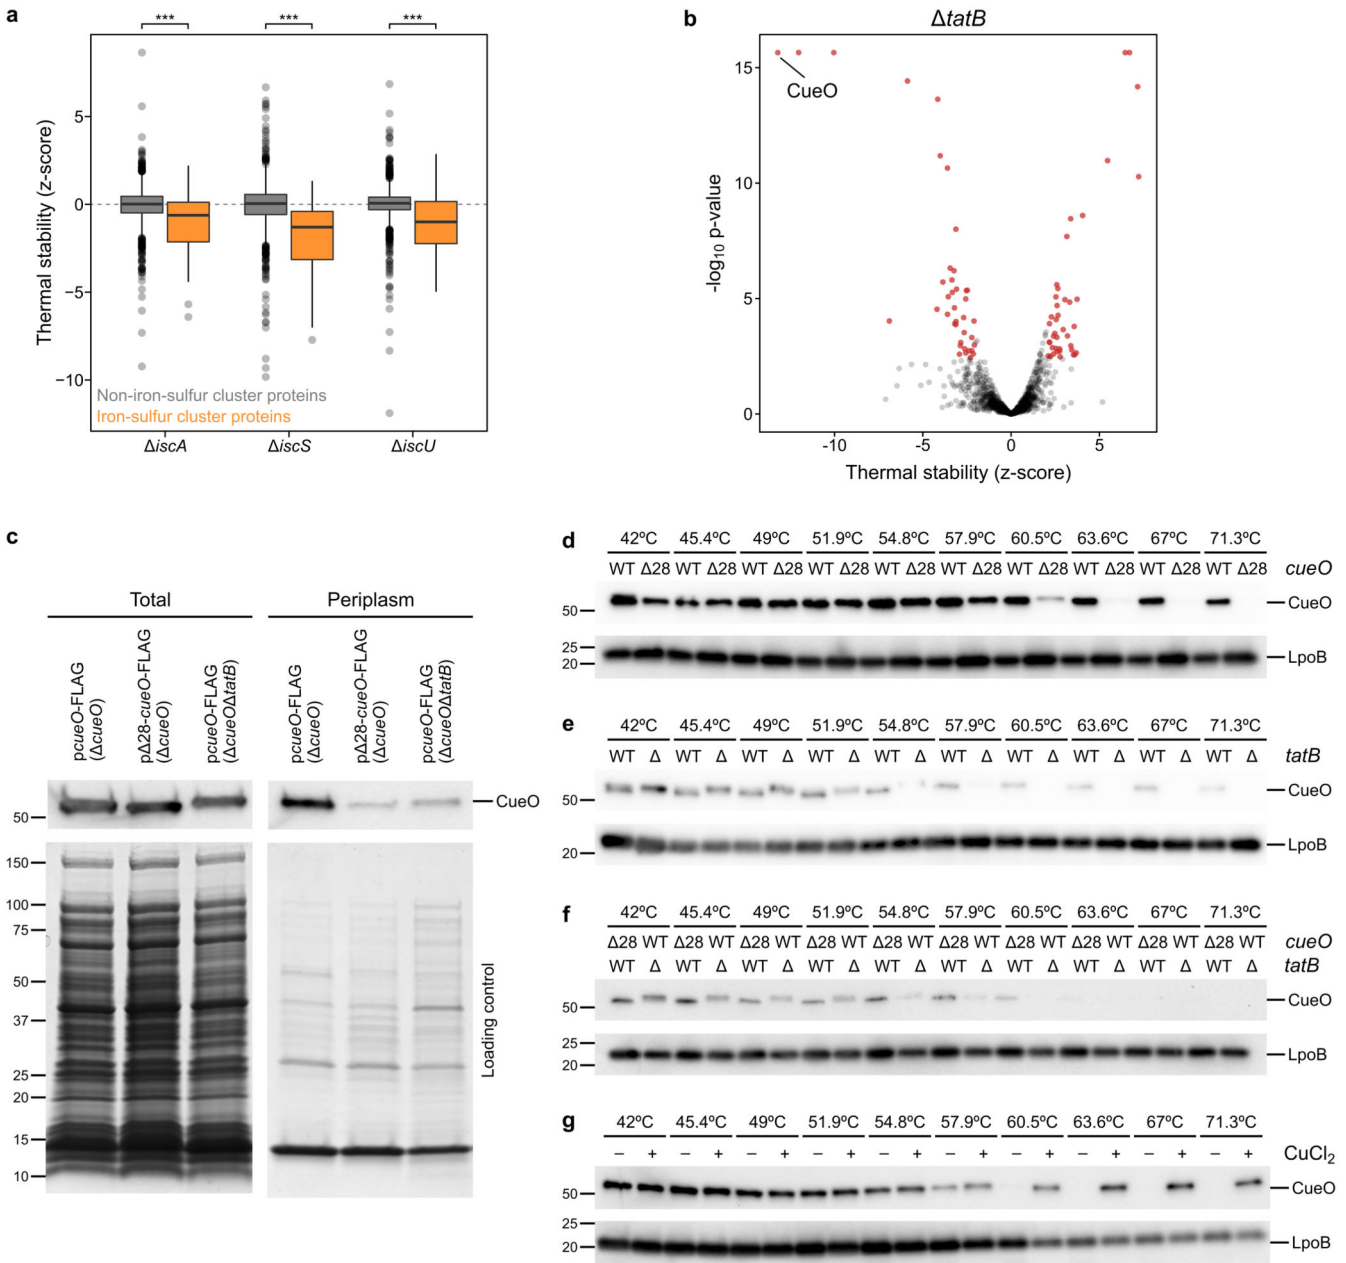 a
*** *** ***
Thermal stability (z-score)
5
0
−5
−10
Non-iron-sulfur cluster proteins
Iron-sulfur cluster proteins
ΔiscA ΔiscS ΔiscU
b
ΔtatB
CueO
-log10 p-value
15
10
5
0
-10 -5 0 5
Thermal stability (z-score)
c
Total Periplasm
pcueO-FLAG (ΔcueO)
pΔ28-cueO-FLAG (ΔcueO)
pcueO-FLAG (ΔcueOΔtatB)
pcueO-FLAG (ΔcueO)
pΔ28-cueO-FLAG (ΔcueO)
pcueO-FLAG (ΔcueOΔtatB)
CueO
50
150
100
75
50
37
25
20
15
10
Loading control
d
42ºC 45.4ºC 49ºC 51.9ºC 54.8ºC 57.9ºC 60.5ºC 63.6ºC 67ºC 71.3ºC
WT Δ28 WT Δ28 WT Δ28 WT Δ28 WT Δ28 WT Δ28 WT Δ28 WT Δ28 WT Δ28 WT Δ28 cueO
50 CueO
25
20 LpoB
e
42ºC 45.4ºC 49ºC 51.9ºC 54.8ºC 57.9ºC 60.5ºC 63.6ºC 67ºC 71.3ºC
WT Δ WT Δ WT Δ WT Δ WT Δ WT Δ WT Δ WT Δ WT Δ WT Δ tatB
50 CueO
20 LpoB
f
42ºC 45.4ºC 49ºC 51.9ºC 54.8ºC 57.9ºC 60.5ºC 63.6ºC 67ºC 71.3ºC
Δ28 WT Δ28 WT Δ28 WT Δ28 WT Δ28 WT Δ28 WT Δ28 WT Δ28 WT Δ28 WT Δ28 WT cueO
WT Δ WT Δ WT Δ WT Δ WT Δ WT Δ WT Δ WT Δ WT Δ WT Δ tatB
50 CueO
25
20 LpoB
g
42ºC 45.4ºC 49ºC 51.9ºC 54.8ºC 57.9ºC 60.5ºC 63.6ºC 67ºC 71.3ºC
− + − + − + − + − + − + − + − + − + − + CuCl2
50 CueO
25
20 LpoB